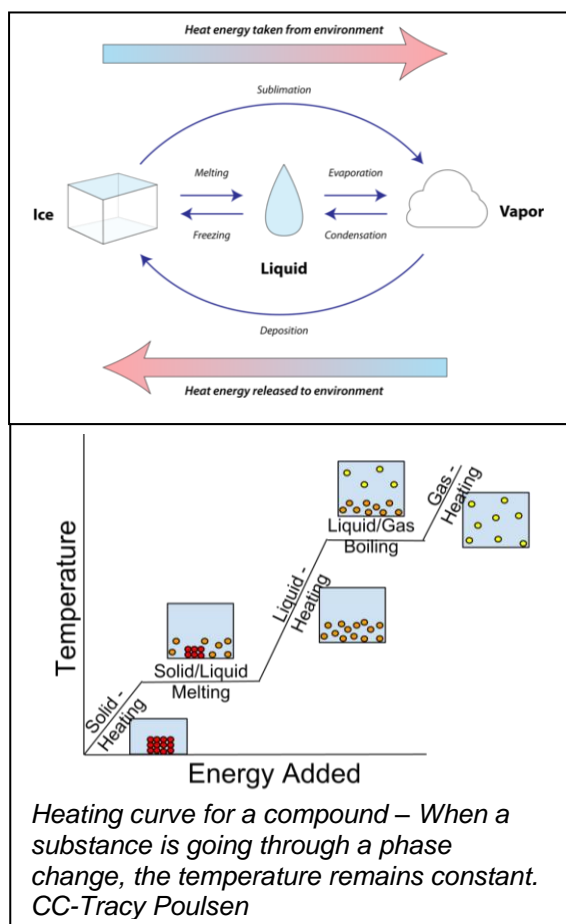 Heat energy taken from environment
Sublimation
Melting
Evaporation
Ice
Vapor
Freezing
Condensation
Liquid
Deposition
Heat energy released to environment
Temperature
Solid -
Heating
Solid/Liquid
Melting
Liquid -
Heating
Liquid/Gas
Boiling
Gas -
Heating
Energy Added
Heating curve for a compound – When a
substance is going through a phase
change, the temperature remains constant.
CC-Tracy Poulsen